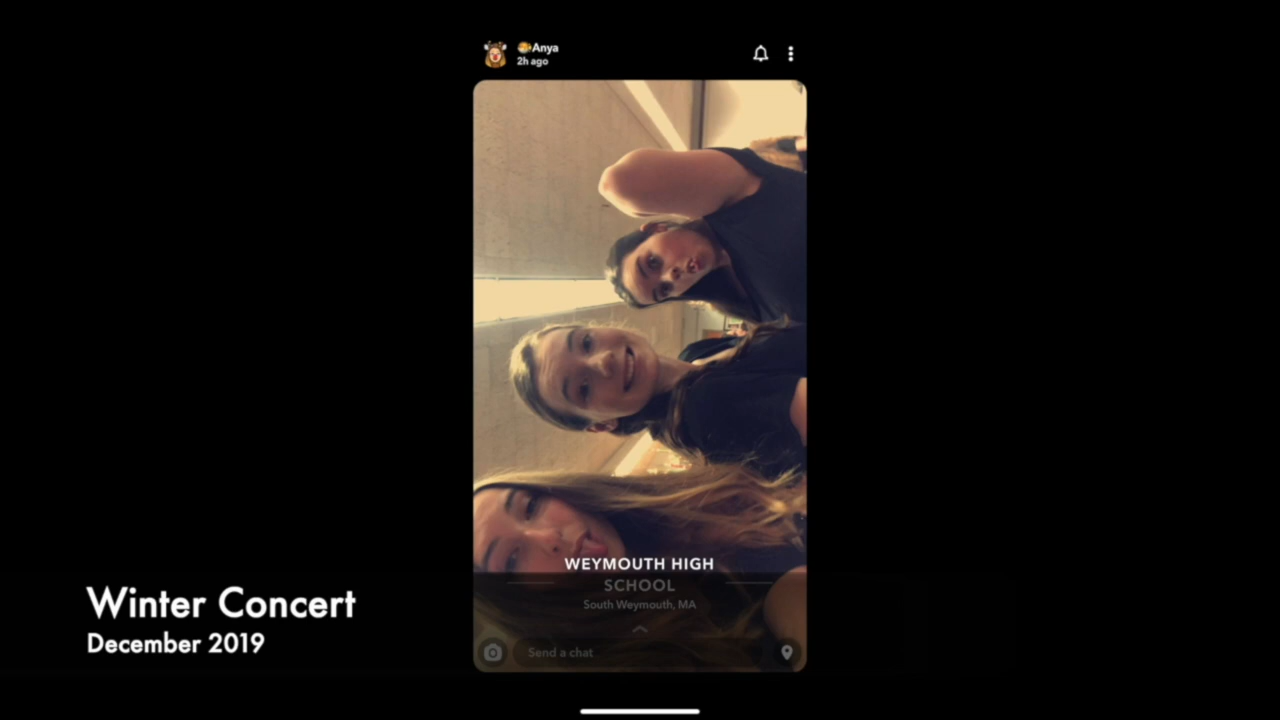 Anya
2h ago
WEYMOUTH HIGH
SCHOOL
South Weymouth, MA
Send a chat
Winter Concert
December 2019